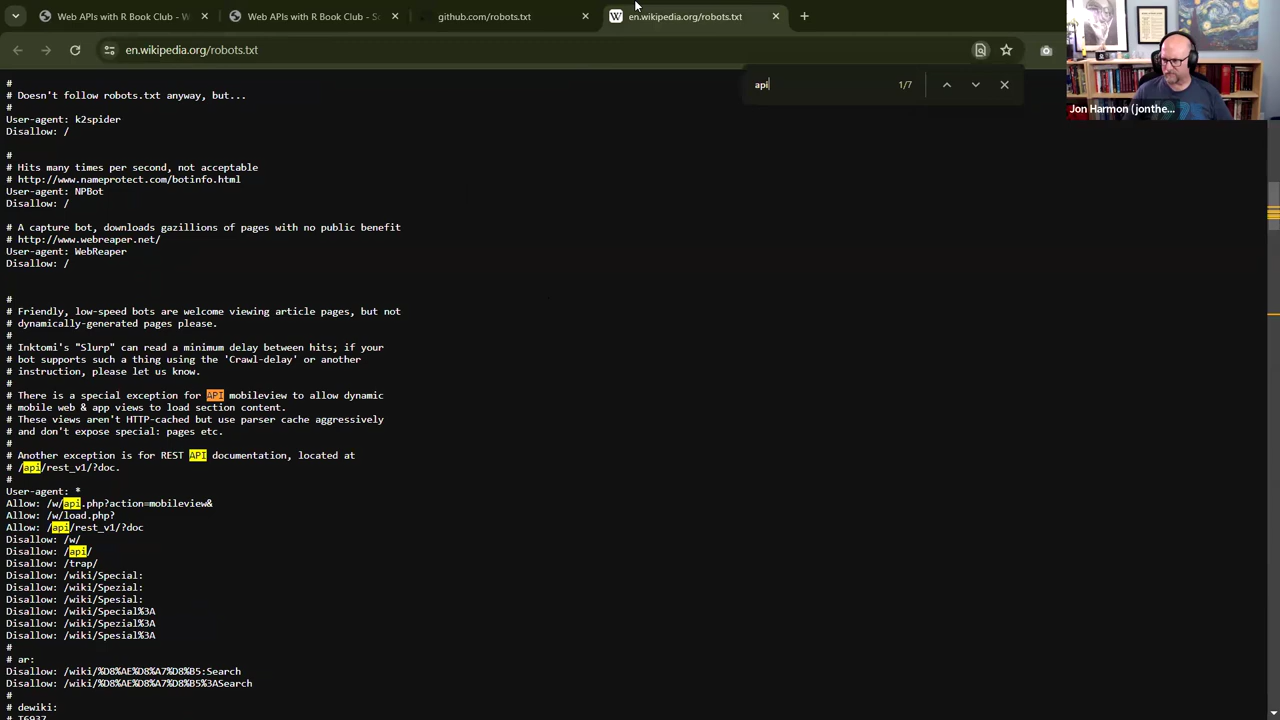 Web APIs with R Book Club - W
Web APIs with R Book Club - Sc
github.com/robots.txt
en.wikipedia.org/robots.txt
en.wikipedia.org/robots.txt
api
1/7
Jon Harmon (jonthe...
#
# Doesn't follow robots.txt anyway, but...
#
User-agent: k2spider
Disallow: /
#
# Hits many times per second, not acceptable
# http://www.nameprotect.com/botinfo.html
User-agent: NPBot
Disallow: /
# A capture bot, downloads gazillions of pages with no public benefit
# http://www.webreaper.net/
User-agent: WebReaper
Disallow: /
#
# Friendly, low-speed bots are welcome viewing article pages, but not
# dynamically-generated pages please.
#
# Inktomi's "Slurp" can read a minimum delay between hits; if your
# bot supports such a thing using the 'Crawl-delay' or another
# instruction, please let us know.
#
# There is a special exception for API mobileview to allow dynamic
# mobile web & app views to load section content.
# These views aren't HTTP-cached but use parser cache aggressively
# and don't expose special: pages etc.
#
# Another exception is for REST API documentation, located at
# /api/rest_v1/?doc.
#
User-agent: *
Allow: /w/api.php?action=mobileview&
Allow: /w/load.php?
Allow: /api/rest_v1/?doc
Disallow: /w/
Disallow: /api/
Disallow: /trap/
Disallow: /wiki/Special:
Disallow: /wiki/Spezial:
Disallow: /wiki/Spesial:
Disallow: /wiki/Special%3A
Disallow: /wiki/Spezial%3A
Disallow: /wiki/Spesial%3A
#
# ar:
Disallow: /wiki/%D8%AE%D8%A7%D8%B5:Search
Disallow: /wiki/%D8%AE%D8%A7%D8%B5%3ASearch
#
# dewiki:
# T6937